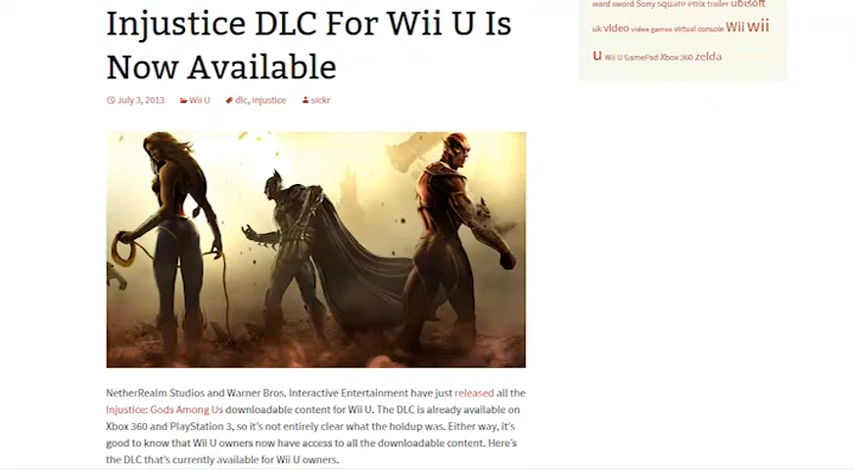 Injustice DLC For Wii U Is
Now Available
July 3, 2013 Wii U dlc, injustice sickr
NetherRealm Studios and Warner Bros. Interactive Entertainment have just released all the
Injustice: Gods Among Us downloadable content for Wii U. The DLC is already available on
Xbox 360 and PlayStation 3, so it's not entirely clear what the holdup was. Either way, it's
good to know that Wii U owners now have access to all the downloadable content. Here's
the DLC that's currently available for Wii U owners.
ward sword Sony square enix trailer ubisoft
uk video video games virtual console Wii wii
u Wii U GamePad Xbox 360 zelda